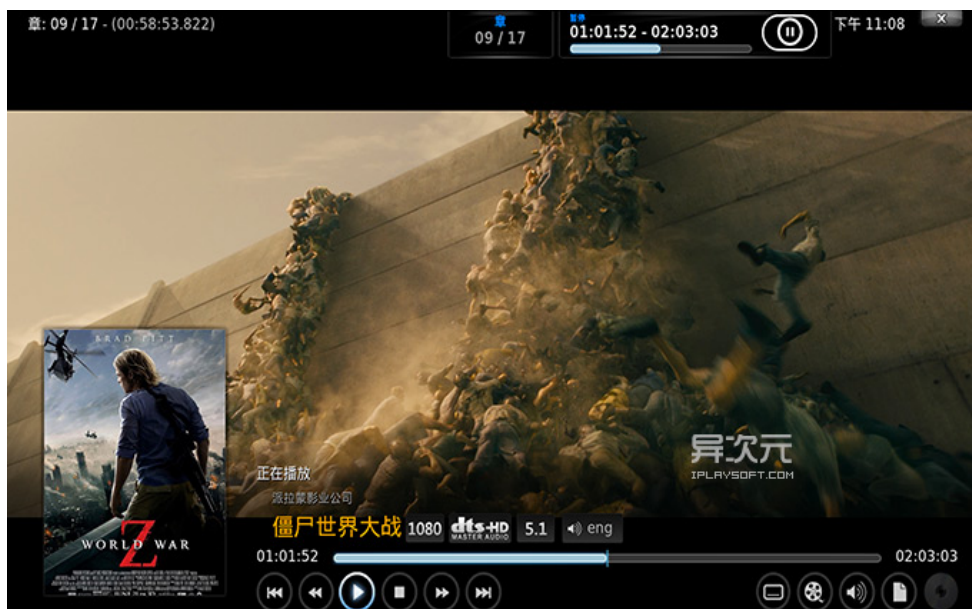 章: 09 / 17 - (00:58:53.822)
章
09 / 17
暂停
01:01:52 - 02:03:03
下午 11:08
BRAD PITT
WORLD WAR
Z
异次元
IPLAYSOFT.COM
正在播放
派拉蒙影业公司
僵尸世界大战 1080 dts-HD MASTER AUDIO 5.1 eng
01:01:52
02:03:03